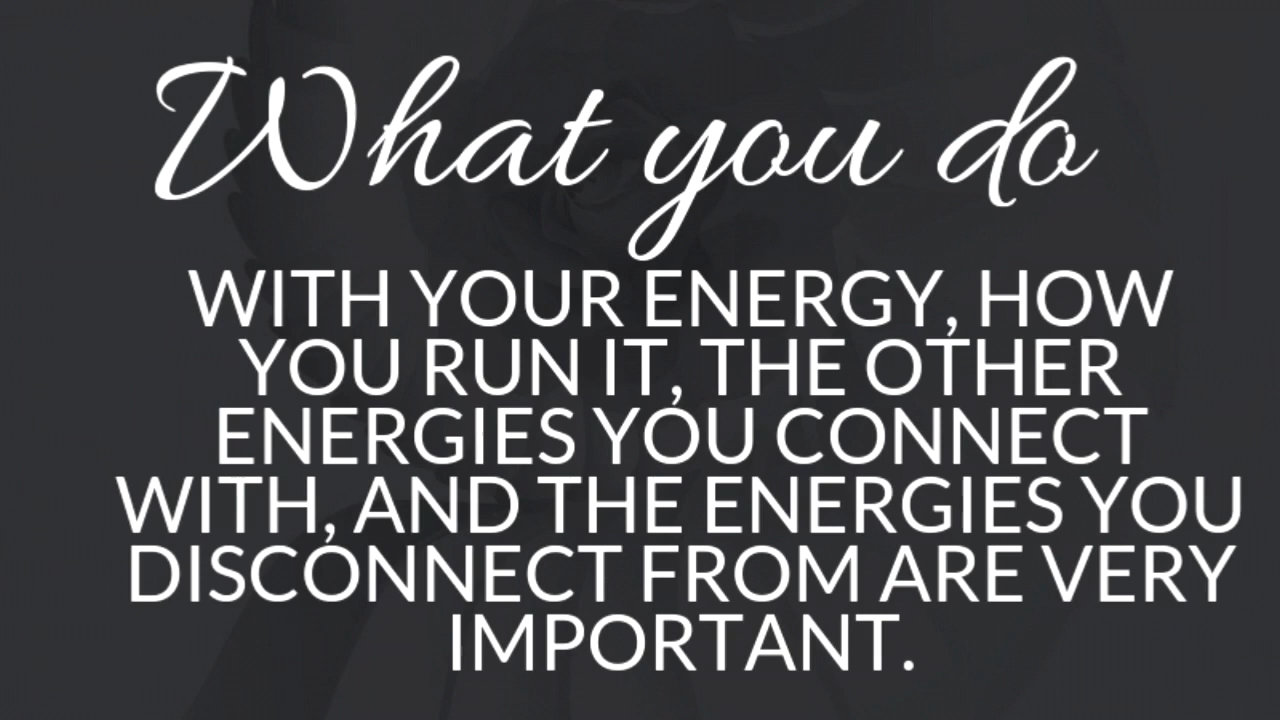 What you do
WITH YOUR ENERGY, HOW
YOU RUN IT, THE OTHER
ENERGIES YOU CONNECT
WITH, AND THE ENERGIES YOU
DISCONNECT FROM ARE VERY
IMPORTANT.